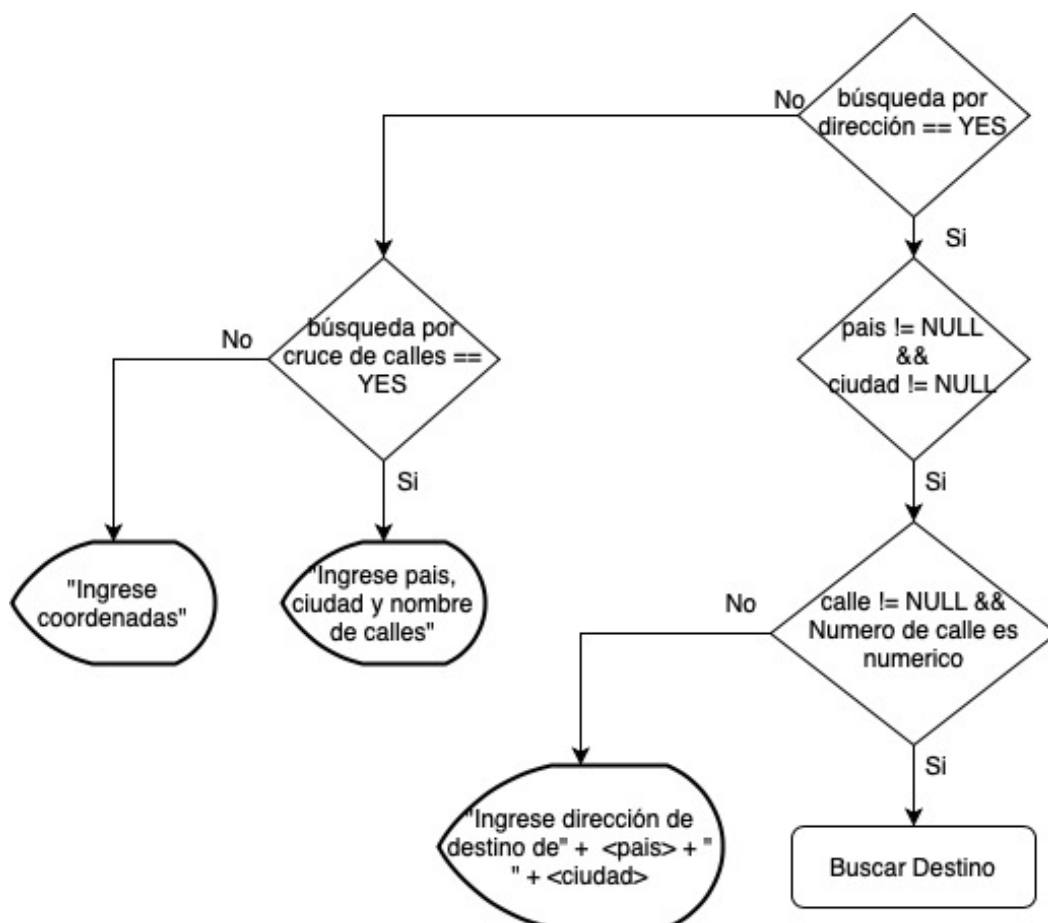 No
búsqueda por
dirección == YES
Si
No
búsqueda por
cruce de calles ==
YES
pais != NULL
&&
ciudad != NULL
Si
Si
"Ingrese
coordenadas"
"Ingrese pais,
ciudad y nombre
de calles"
No
calle != NULL &&
Numero de calle es
numerico
Si
"Ingrese dirección de
destino de" + <pais> + "
" + <ciudad>
Buscar Destino